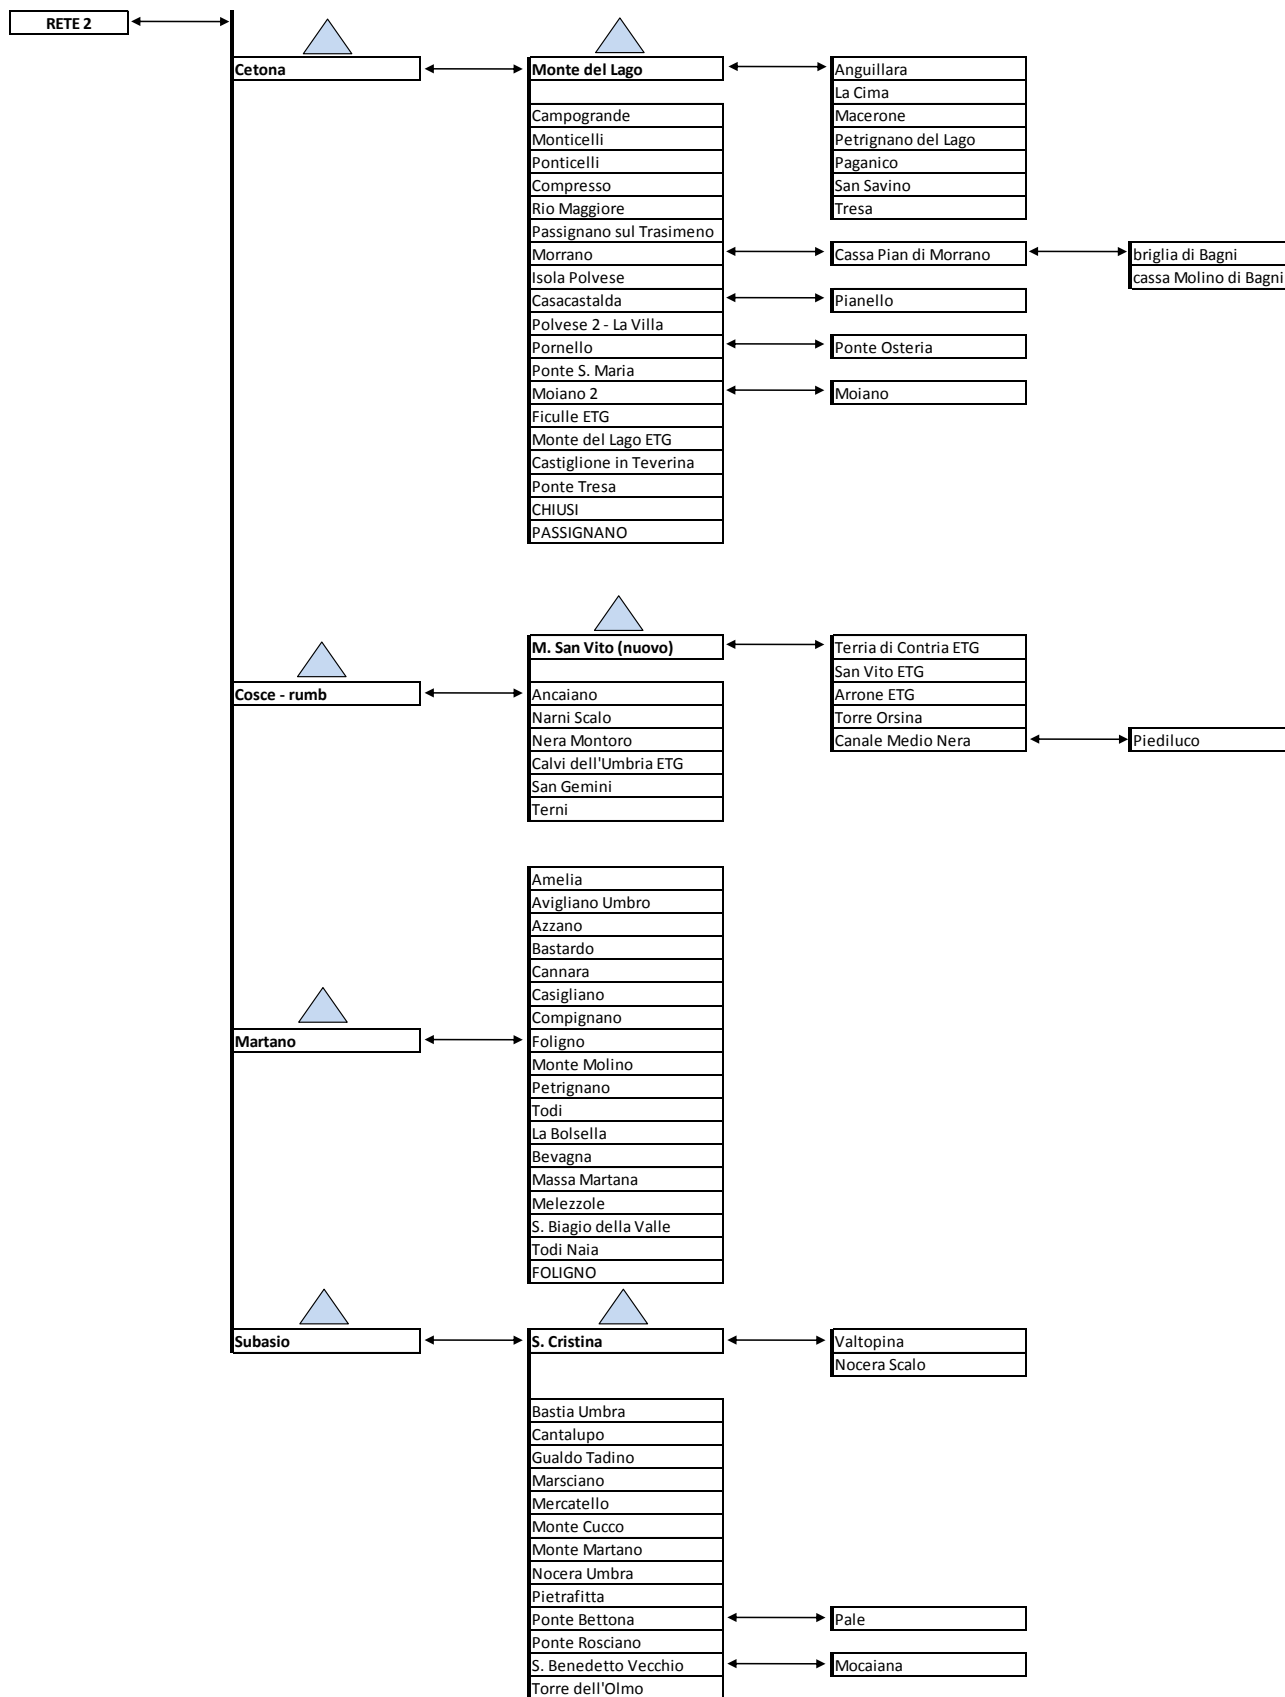 RETE 2
Cetona
Monte del Lago
Anguillara
La Cima
Campogrande
Macerone
Monticelli
Petrignano del Lago
Ponticelli
Paganico
Compresso
San Savino
Rio Maggiore
Tresa
Passignano sul Trasimeno
Morrano
Cassa Pian di Morrano
briglia di Bagni
Isola Polvese
cassa Molino di Bagni
Casacastalda
Pianello
Polvese 2 - La Villa
Pornello
Ponte Osteria
Ponte S. Maria
Moiano 2
Moiano
Ficulle ETG
Monte del Lago ETG
Castiglione in Teverina
Ponte Tresa
CHIUSI
PASSIGNANO
M. San Vito (nuovo)
Terria di Contria ETG
San Vito ETG
Cosce - rumb
Ancaiano
Arrone ETG
Narni Scalo
Torre Orsina
Nera Montoro
Canale Medio Nera
Piediluco
Calvi dell'Umbria ETG
San Gemini
Terni
Amelia
Avigliano Umbro
Azzano
Bastardo
Cannara
Casigliano
Compignano
Martano
Foligno
Monte Molino
Petrignano
Todi
La Bolsella
Bevagna
Massa Martana
Melezzole
S. Biagio della Valle
Todi Naia
FOLIGNO
Subasio
S. Cristina
Valtopina
Nocera Scalo
Bastia Umbra
Cantalupo
Gualdo Tadino
Marsciano
Mercatello
Monte Cucco
Monte Martano
Nocera Umbra
Pietrafitta
Ponte Bettona
Pale
Ponte Rosciano
S. Benedetto Vecchio
Mocaiana
Torre dell'Olmo